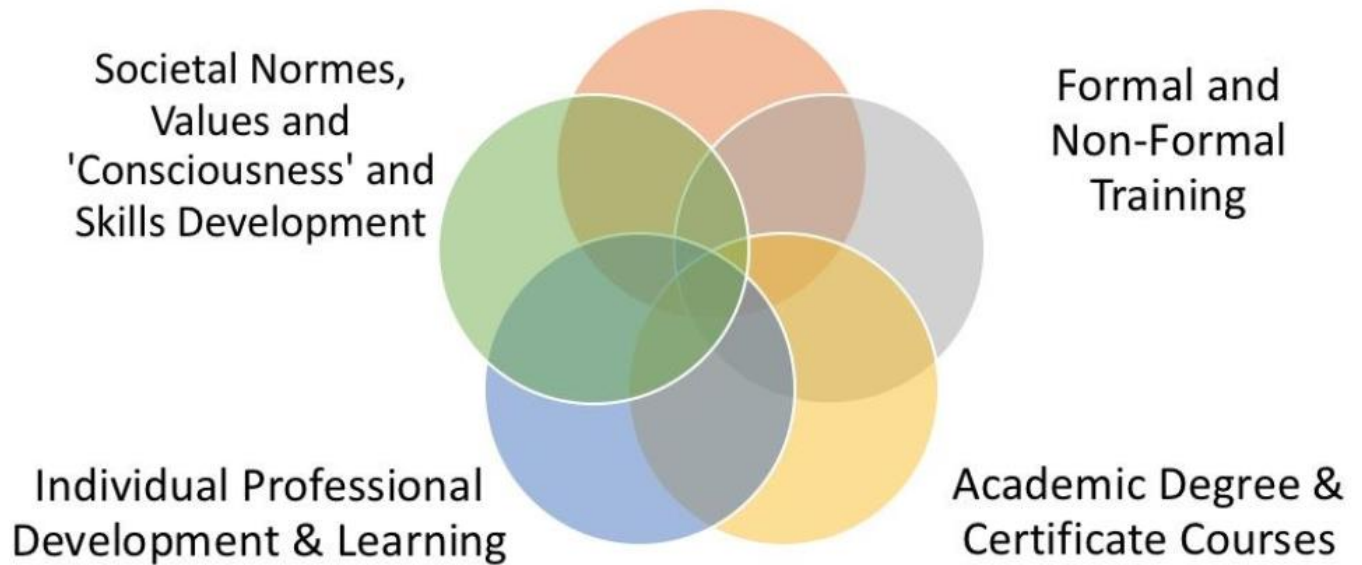 Societal Normes,
Values and
'Consciousness' and
Skills Development
Formal and
Non-Formal
Training
Individual Professional
Development & Learning
Academic Degree &
Certificate Courses